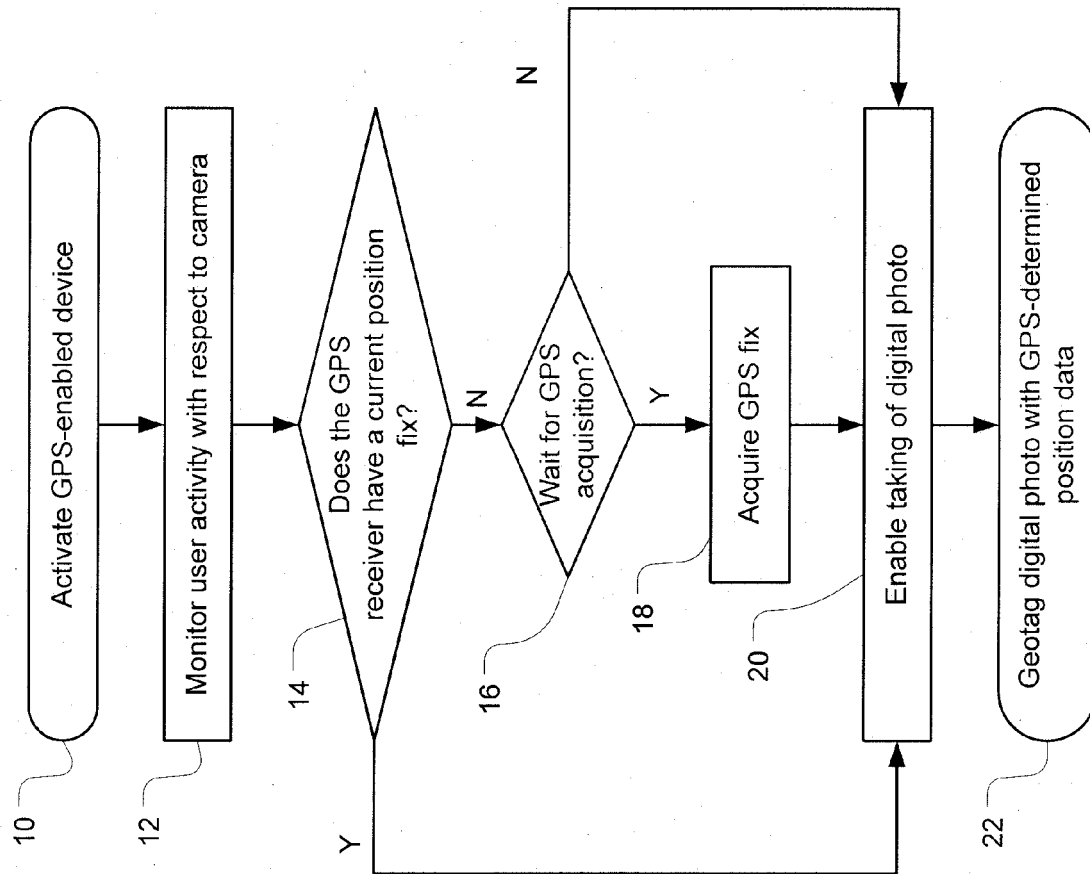 10
Activate GPS-enabled device
12
Monitor user activity with respect to camera
14
Does the GPS
receiver have a current position
fix?
Y
N
16
Wait for GPS
acquisition?
N
Y
18
Acquire GPS fix
20
Enable taking of digital photo
22
Geotag digital photo with GPS-determined
position data